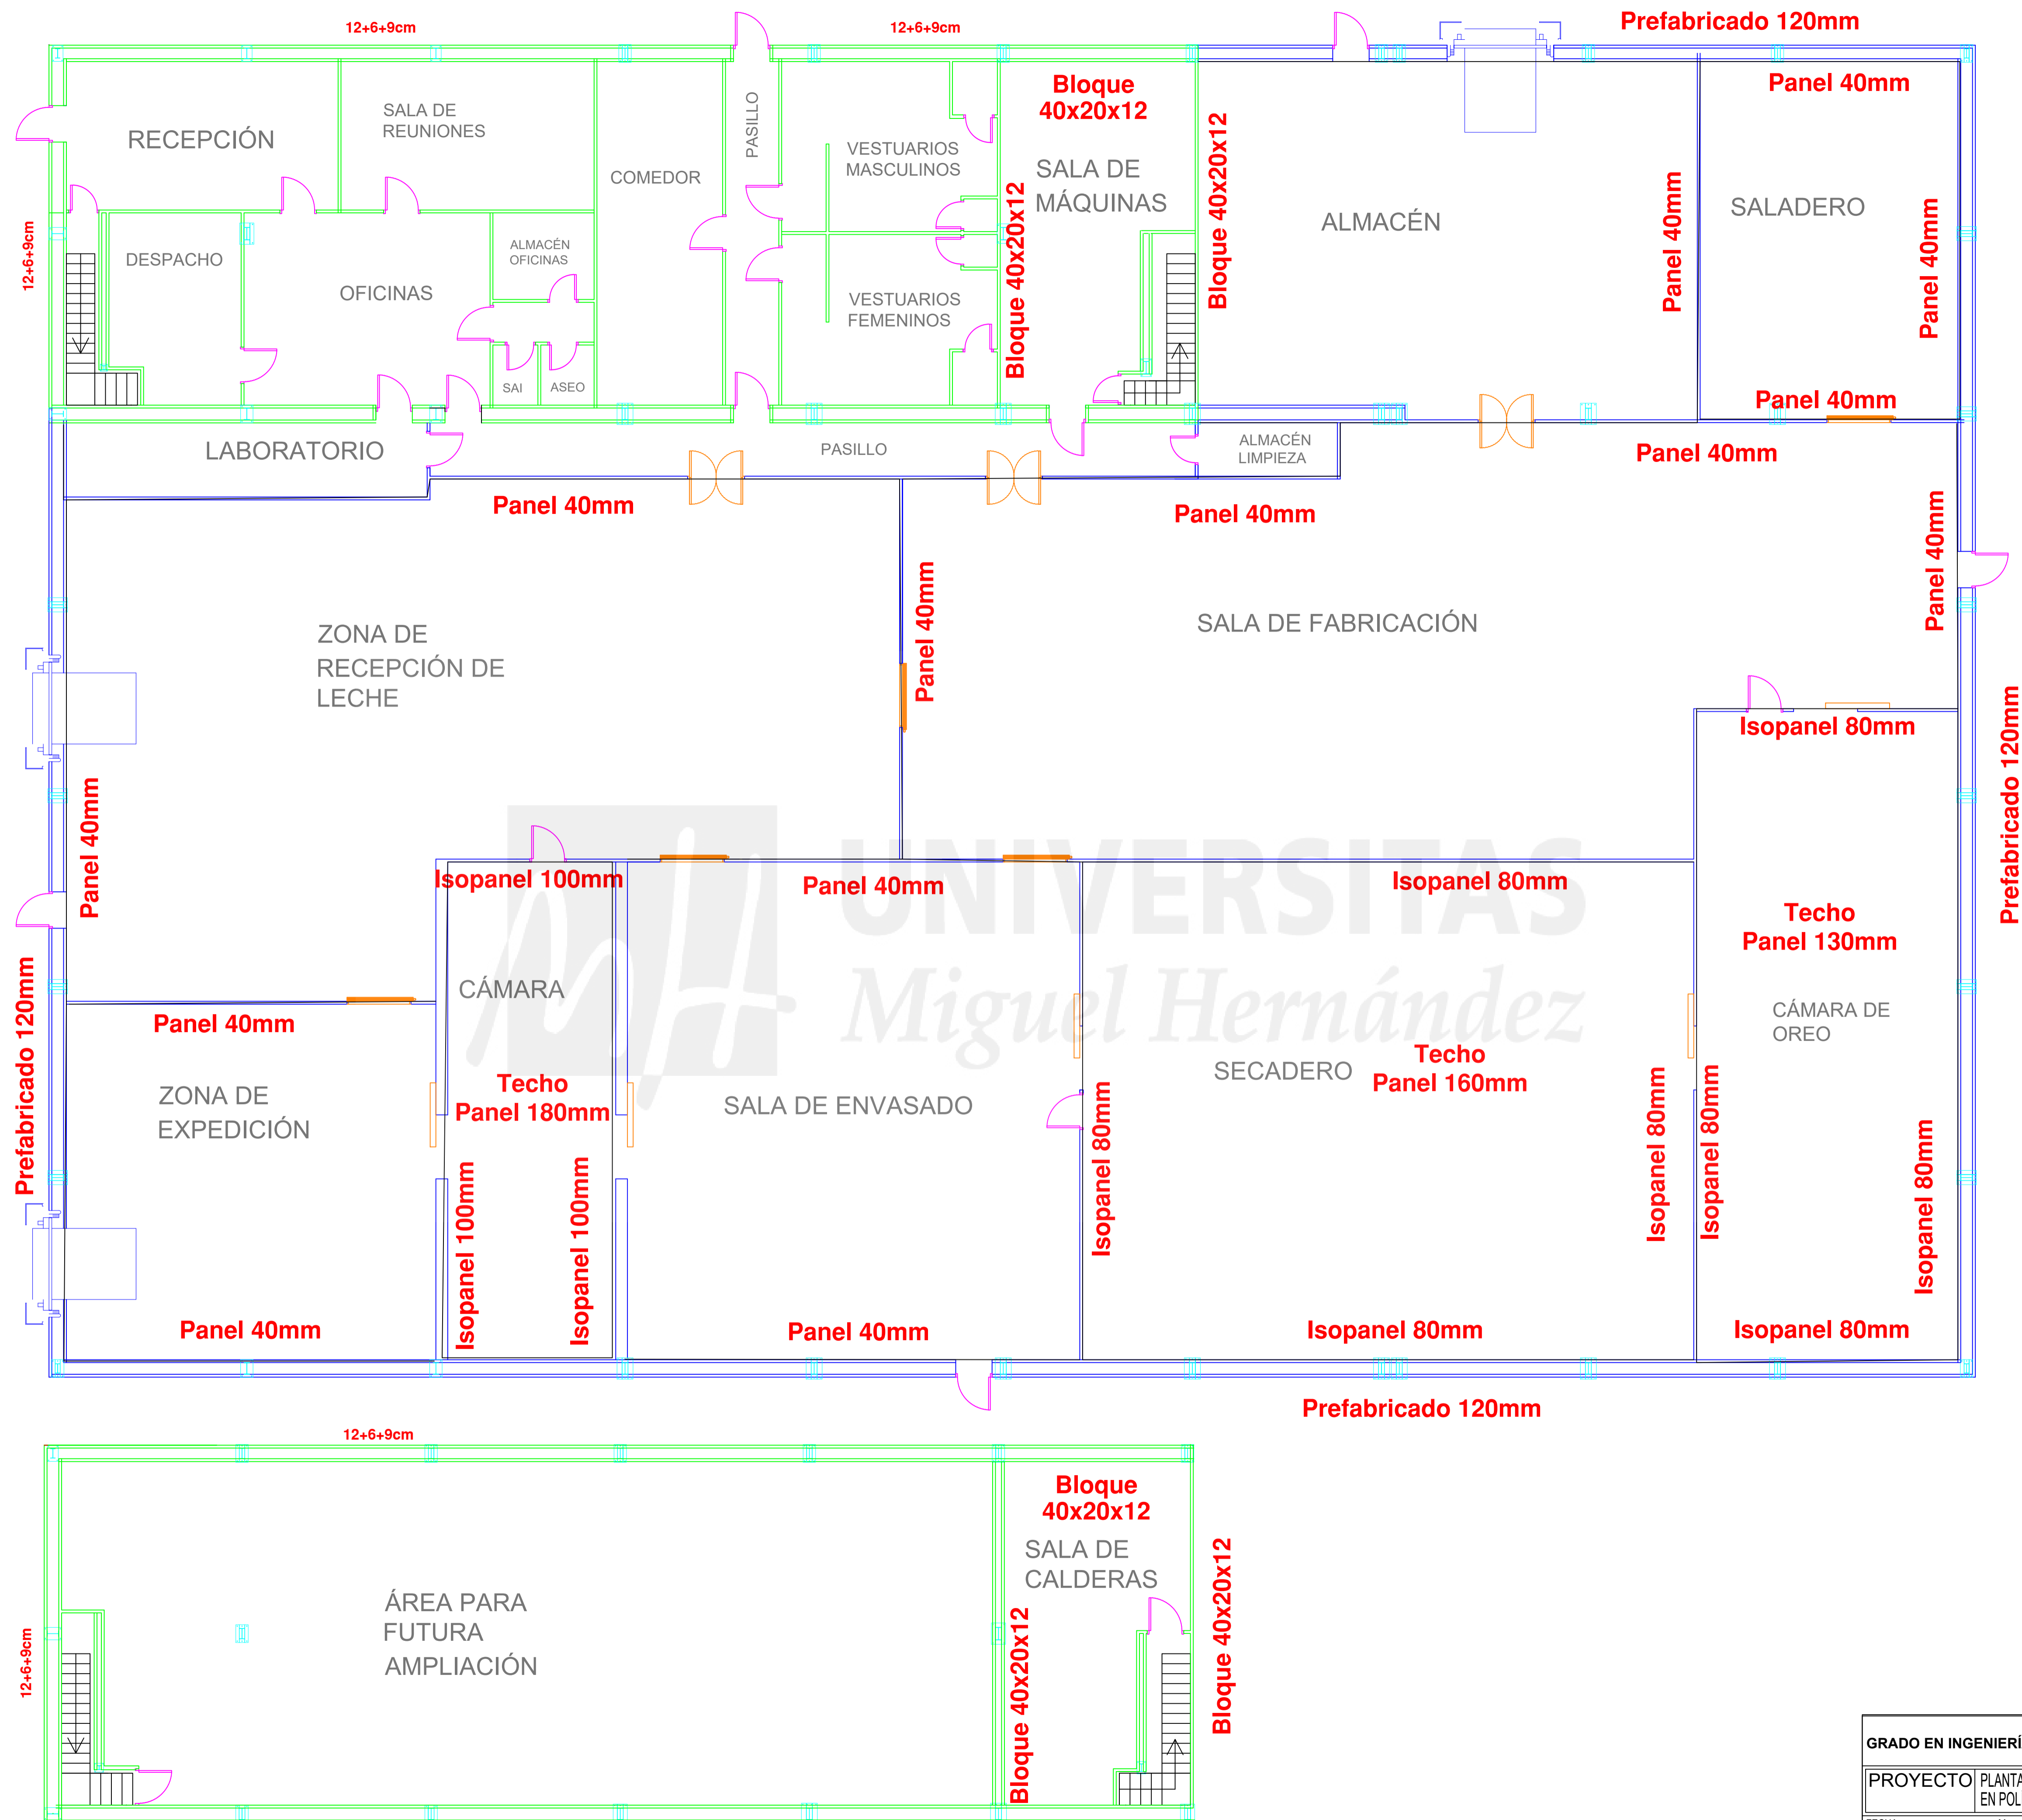 12+6+9cm
12+6+9cm
Prefabricado 120mm
RECEPCIÓN
SALA DE
REUNIONES
COMEDOR
PASILLO
VESTUARIOS
MASCULINOS
Bloque
40x20x12
SALA DE
MÁQUINAS
Bloque 40x20x12
Bloque 40x20x12
ALMACÉN
Panel 40mm
Panel 40mm
SALADERO
Panel 40mm
Panel 40mm
12+6+9cm
DESPACHO
OFICINAS
ALMACÉN
OFICINAS
SAI
ASEO
VESTUARIOS
FEMENINOS
LABORATORIO
PASILLO
ALMACÉN
LIMPIEZA
Panel 40mm
Panel 40mm
Panel 40mm
Panel 40mm
ZONA DE
RECEPCIÓN DE
LECHE
Panel 40mm
SALA DE FABRICACIÓN
Isopanel 80mm
Prefabricado 120mm
Panel 40mm
Isopanel 100mm
Panel 40mm
Isopanel 80mm
UNIVERSITAS
Miguel Hernández
Techo
Panel 130mm
CÁMARA DE
OREO
CÁMARA
Prefabricado 120mm
Panel 40mm
ZONA DE
EXPEDICIÓN
Techo
Panel 180mm
SALA DE ENVASADO
SECADERO
Techo
Panel 160mm
Isopanel 80mm
Isopanel 80mm
Isopanel 80mm
Isopanel 80mm
Isopanel 100mm
Isopanel 100mm
Panel 40mm
Panel 40mm
Isopanel 80mm
Isopanel 80mm
Prefabricado 120mm
12+6+9cm
Bloque
40x20x12
SALA DE
CALDERAS
Bloque 40x20x12
Bloque 40x20x12
ÁREA PARA
FUTURA
AMPLIACIÓN
12+6+9cm
GRADO EN INGENIERÍ
PROYECTO
PLANTA
EN POL